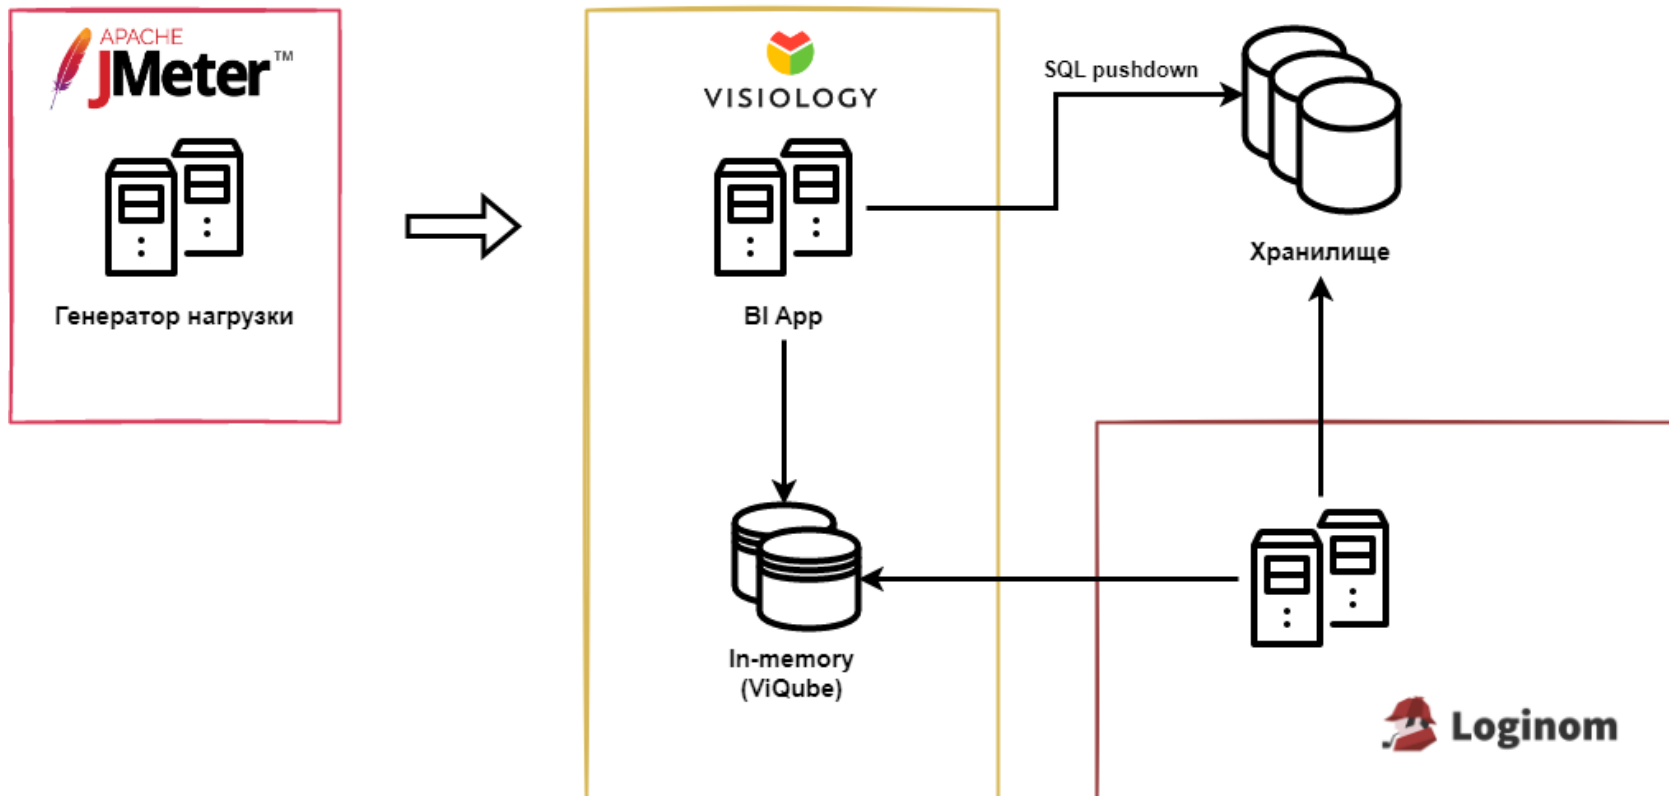 APACHE
JMeter™
Генератор нагрузки
VISIOLOGY
BI App
SQL pushdown
Хранилище
In-memory
(ViQube)
Loginom